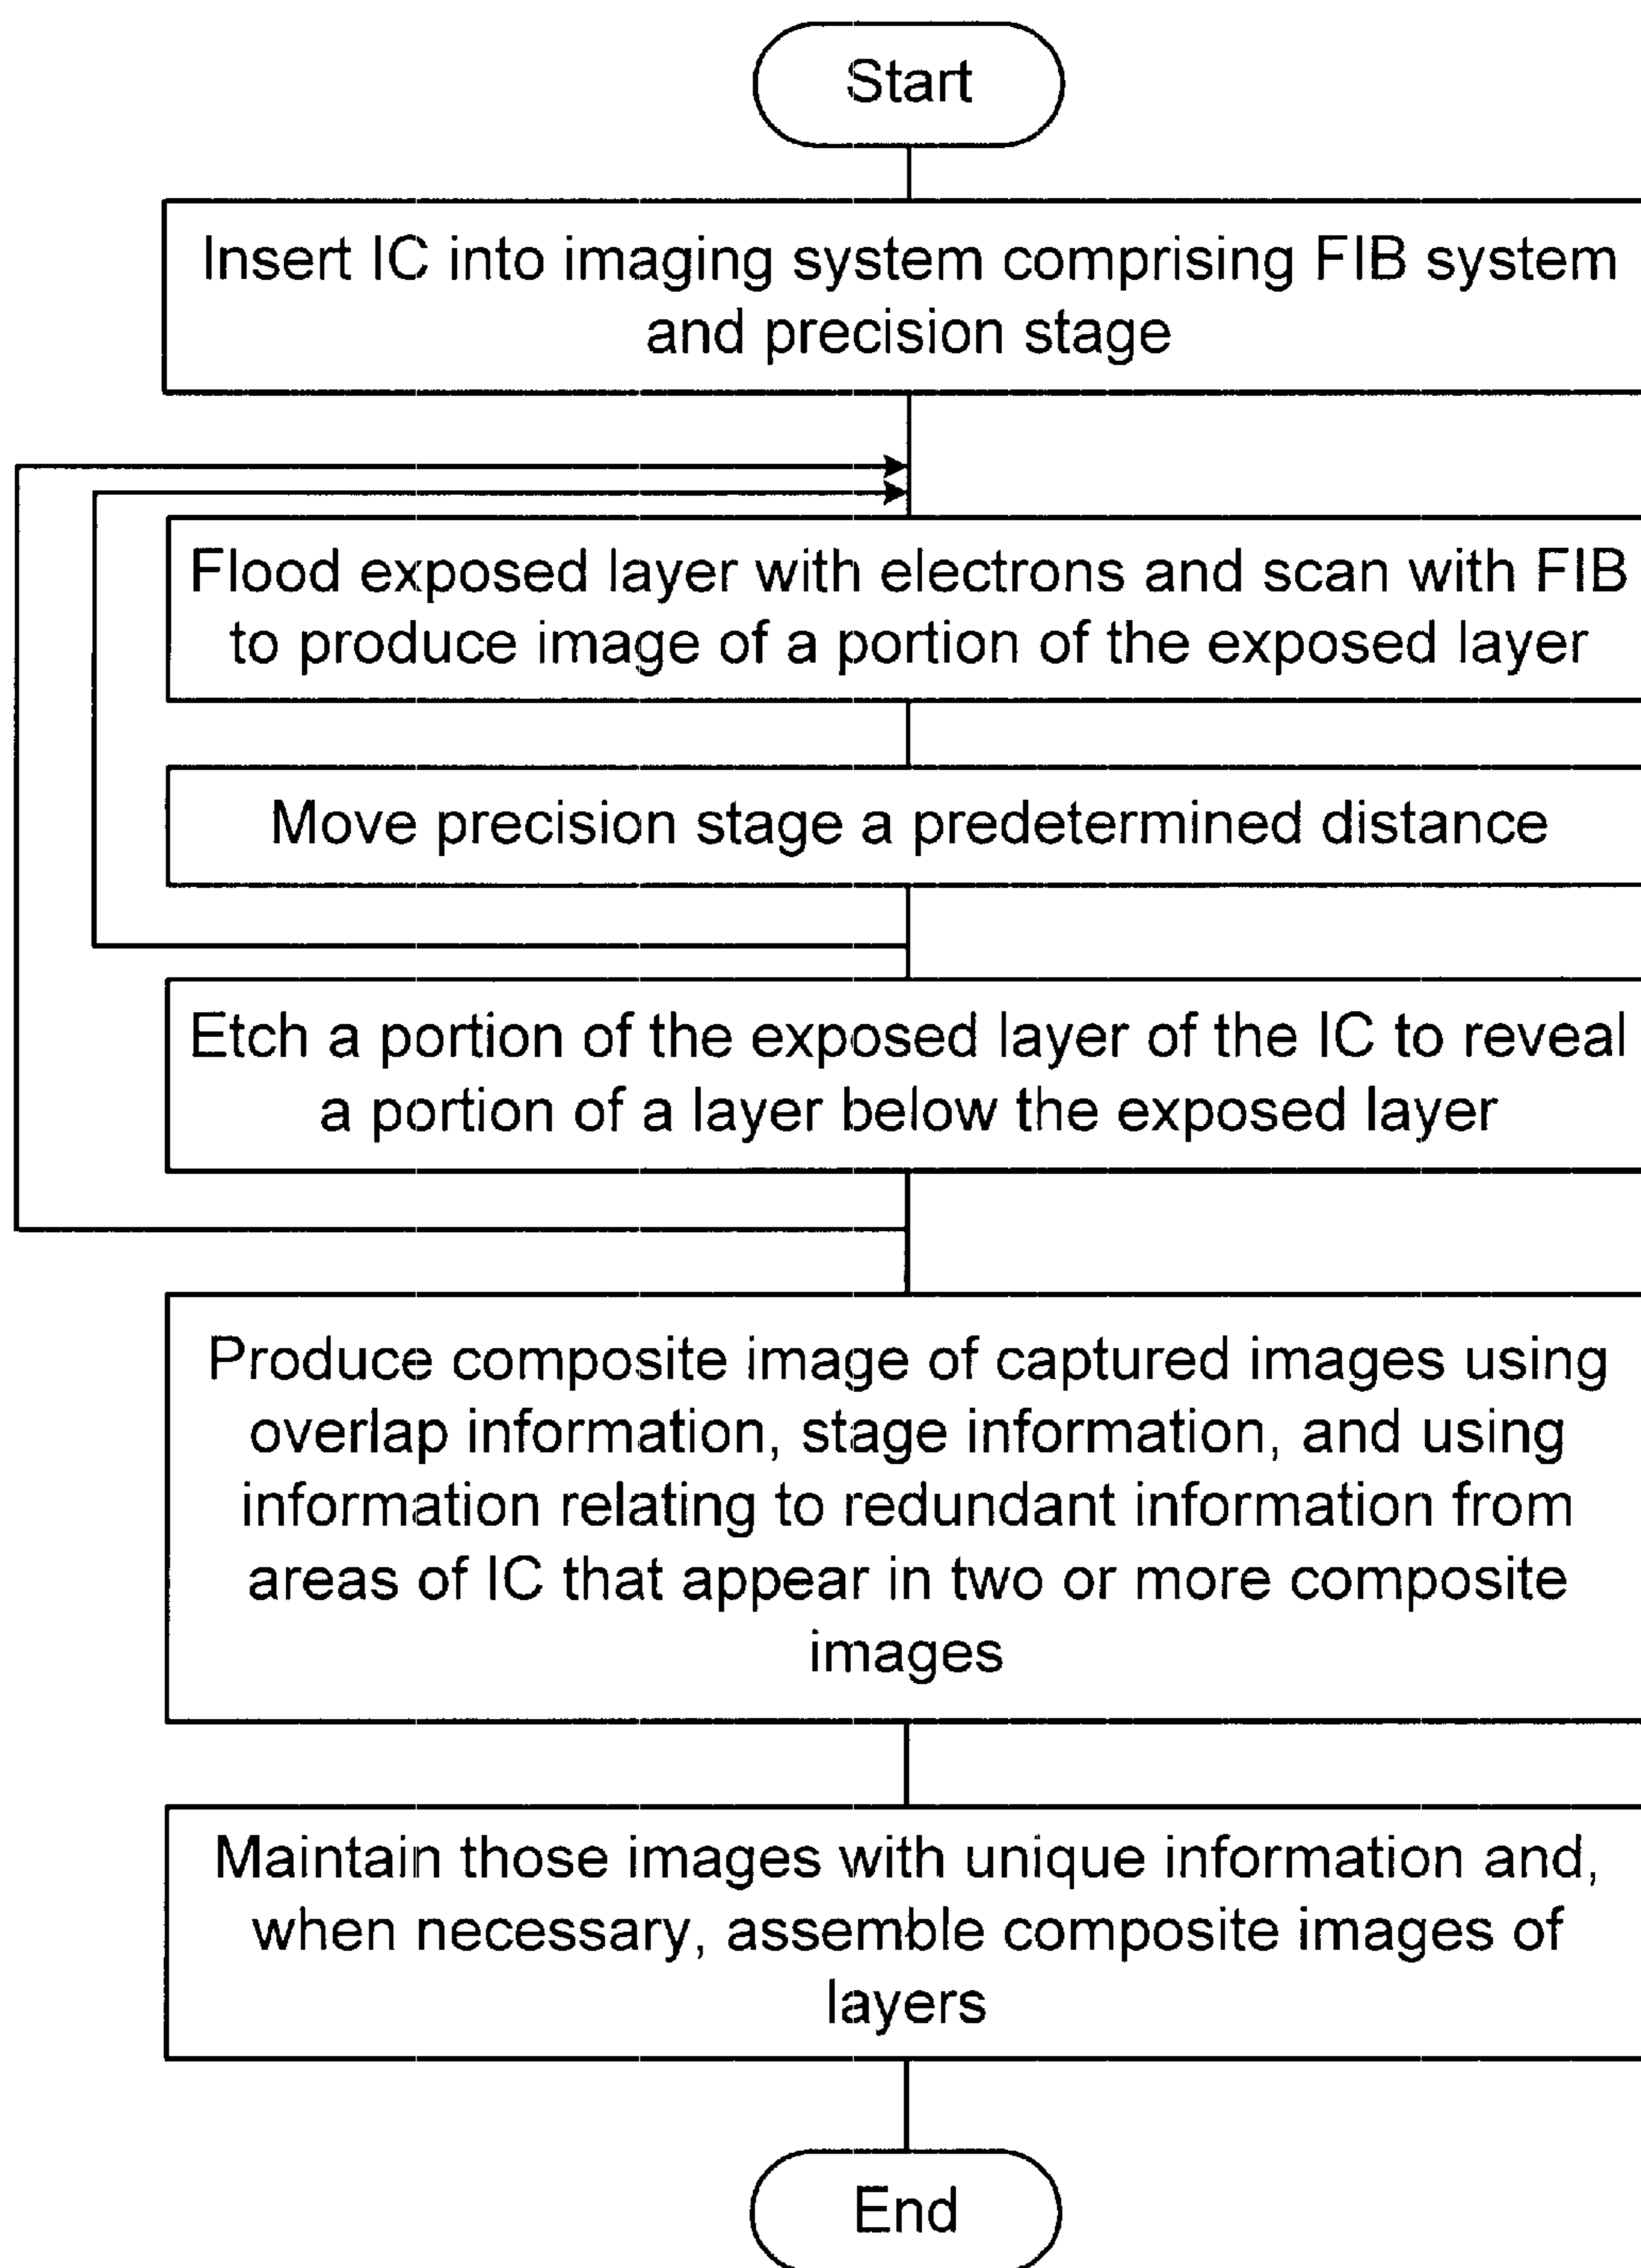 Start
Insert IC into imaging system comprising FIB system
and precision stage
Flood exposed layer with electrons and scan with FIB
to produce image of a portion of the exposed layer
Move precision stage a predetermined distance
Etch a portion of the exposed layer of the IC to reveal
a portion of a layer below the exposed layer
Produce composite image of captured images using
overlap information, stage information, and using
information relating to redundant information from
areas of IC that appear in two or more composite
images
Maintain those images with unique information and,
when necessary, assemble composite images of
layers
End